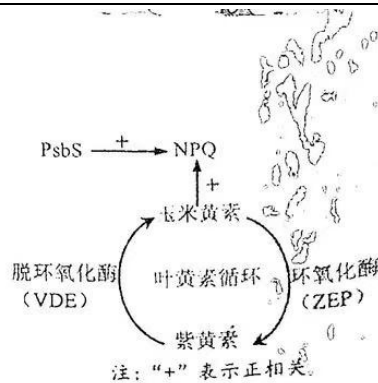 PsbS + NPQ
+
玉米黄素
脱环氧化酶 叶黄素循环 环氧化酶
(VDE) (ZEP)
紫黄素
注：“+”表示正相关。